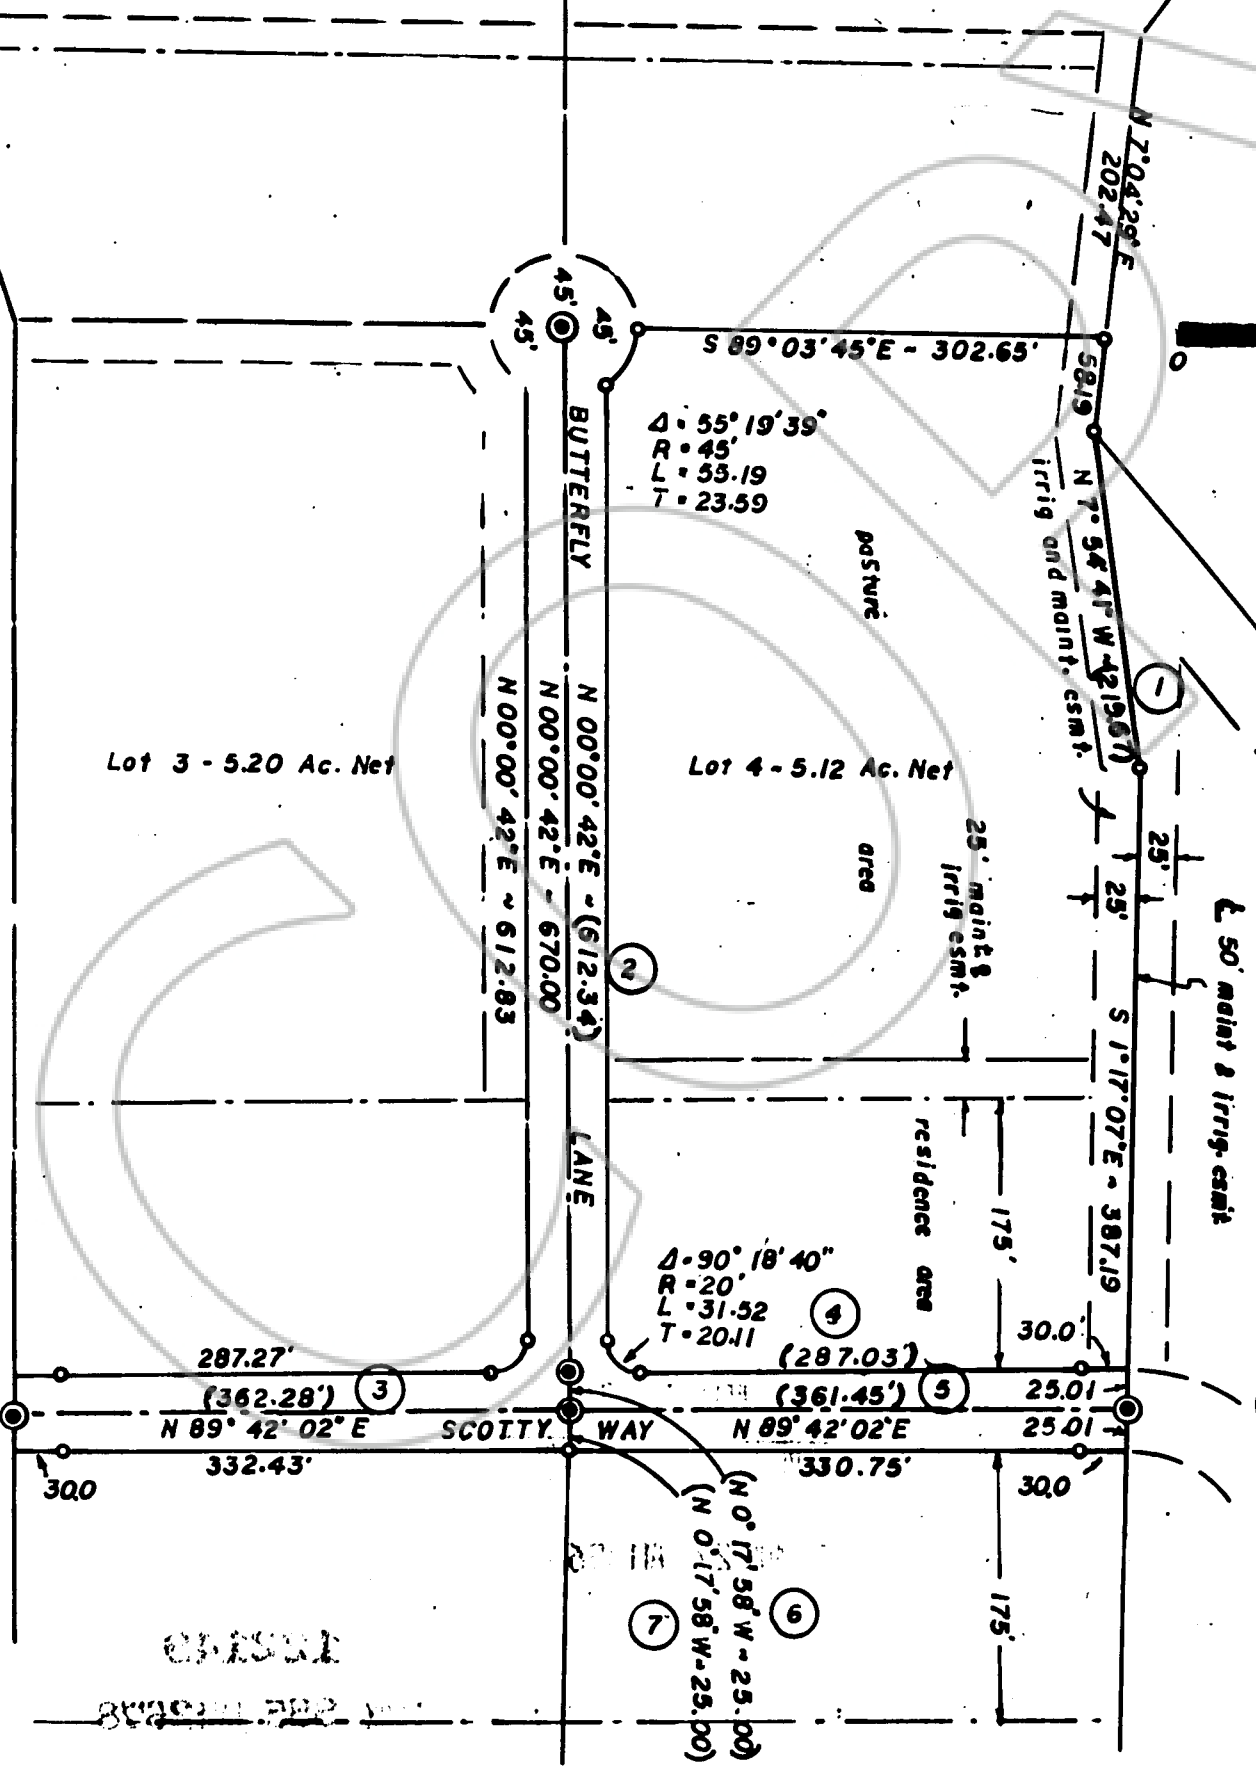 N 7° 04' 29" E
202.47
45'
45'
45'
S 89° 03' 45" E ~ 302.65'
0
58.19
Δ = 55° 19' 39"
R = 45'
L = 55.19
T = 23.59
BUTTERFLY
pasture
N 7° 54' 41" W ~ (219.67)
irrig and maint. esmt.
1
Lot 3 - 5.20 Ac. Net
Lot 4 - 5.12 Ac. Net
N 00° 00' 42" E ~ (612.34)
N 00° 00' 42" E ~ 670.00
N 00° 00' 42" E ~ 612.83
2
area
25' maint &
irrig esmt.
25'
25'
℄ 50' maint & irrig. esmt.
S 1° 17' 07" E ~ 387.19
LANE
residence area
175'
Δ = 90° 18' 40"
R = 20'
L = 31.52
T = 20.11
4
30.0'
287.27'
(287.03')
(362.28')
3
(361.45')
5
25.01
N 89° 42' 02" E
SCOTTY WAY
N 89° 42' 02" E
25.01
332.43'
330.75'
30.0
30.0
(N 0° 17' 58" W ~ 25.00)
(N 0° 17' 58" W ~ 25.00)
6
7
175'
COPY